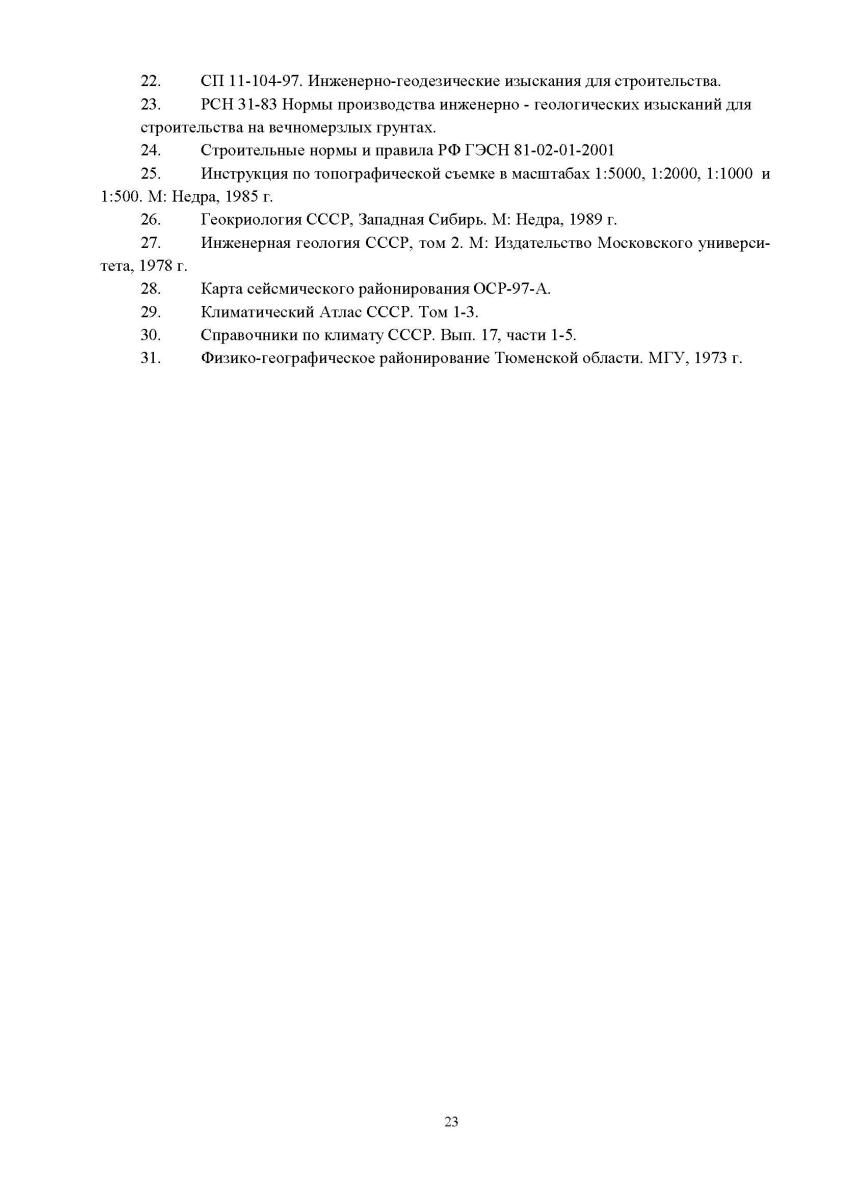 22. СП 11-104-97. Инженерно-геодезические изыскания для строительства.
23. РСН 31-83 Нормы производства инженерно - геологических изысканий для
строительства на вечномерзлых грунтах.
24. Строительные нормы и правила РФ ГЭСН 81-02-01-2001
25. Инструкция по топографической съемке в масштабах 1:5000, 1:2000, 1:1000 и
1:500. М: Недра, 1985 г.
26. Геокриология СССР, Западная Сибирь. М: Недра, 1989 г.
27. Инженерная геология СССР, том 2. М: Издательство Московского универси-
тета, 1978 г.
28. Карта сейсмического районирования ОСР-97-А.
29. Климатический Атлас СССР. Том 1-3.
30. Справочники по климату СССР. Вып. 17, части 1-5.
31. Физико-географическое районирование Тюменской области. МГУ, 1973 г.
23